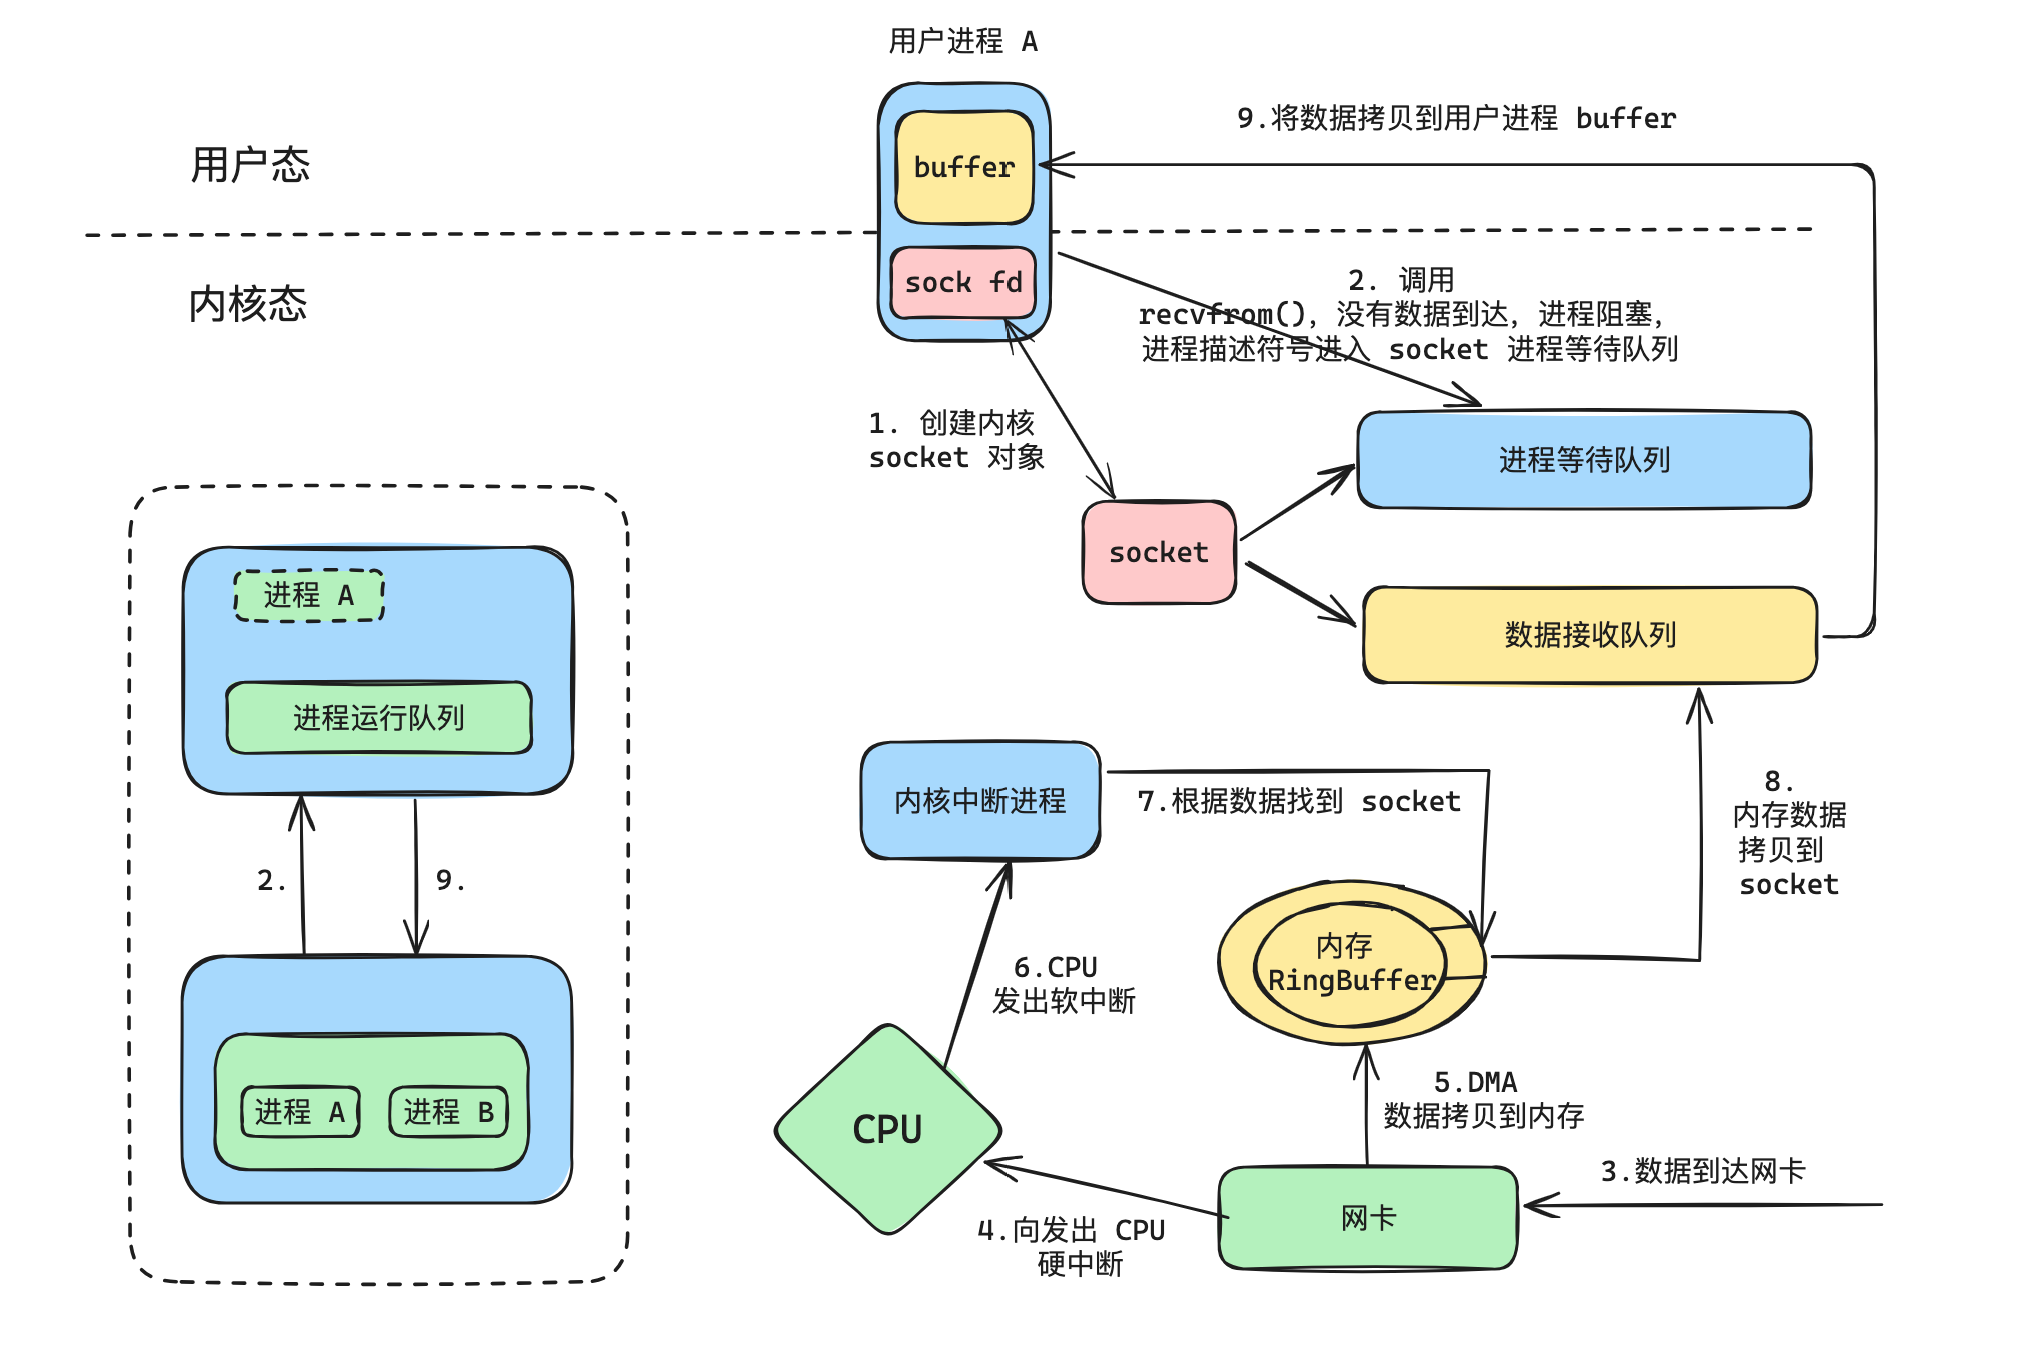 用户进程 A
buffer
sock fd
9.将数据拷贝到用户进程 buffer
用户态
内核态
2. 调用
recvfrom(), 没有数据到达, 进程阻塞,
进程描述符号进入 socket 进程等待队列
1. 创建内核
socket 对象
进程等待队列
socket
数据接收队列
进程 A
进程运行队列
2.
9.
进程 A
进程 B
内核中断进程
7.根据数据找到 socket
8.
内存数据
拷贝到
socket
内存
RingBuffer
6.CPU
发出软中断
CPU
5.DMA
数据拷贝到内存
3.数据到达网卡
网卡
4.向发出 CPU
硬中断